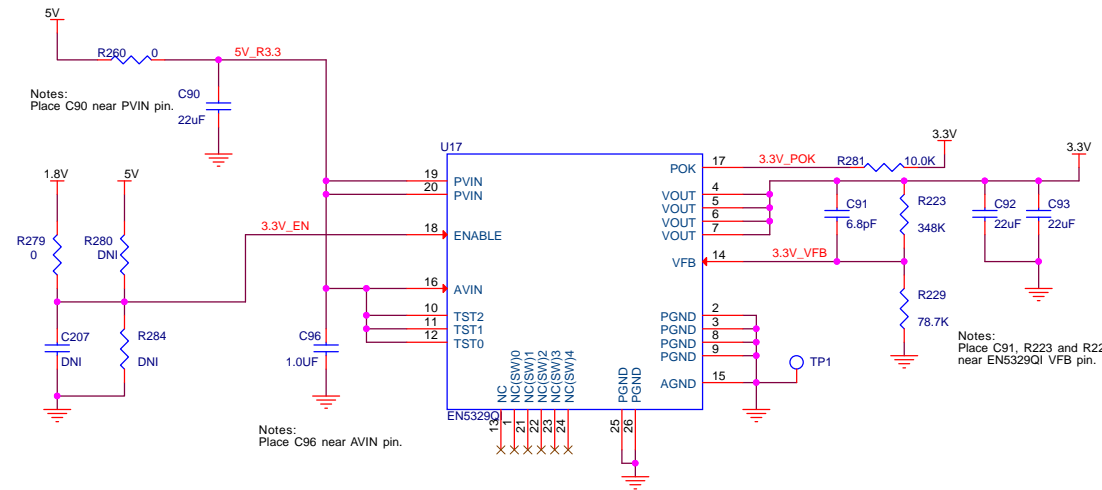 5V
R260 0
5V_R3.3
Notes:
Place C90 near PVIN pin.
C90
22uF
U17
1.8V
5V
R279
0
R280
DNI
3.3V_EN
C207
DNI
R284
DNI
C96
1.0UF
Notes:
Place C96 near AVIN pin.
19 PVIN
20 PVIN
18 ENABLE
16 AVIN
10 TST2
11 TST1
12 TST0
EN5329Q
NC 13
NC(SW)0 1
NC(SW)1 21
NC(SW)2 22
NC(SW)3 23
NC(SW)4 24
PGND 25
PGND 26
POK 17
VOUT 4
VOUT 5
VOUT 6
VOUT 7
VFB 14
PGND 2
PGND 3
PGND 8
PGND 9
AGND 15
3.3V_POK
R281 10.0K
3.3V
3.3V
C91
6.8pF
R223
348K
C92
22uF
C93
22uF
3.3V_VFB
R229
78.7K
TP1
Notes:
Place C91, R223 and R22
near EN5329QI VFB pin.